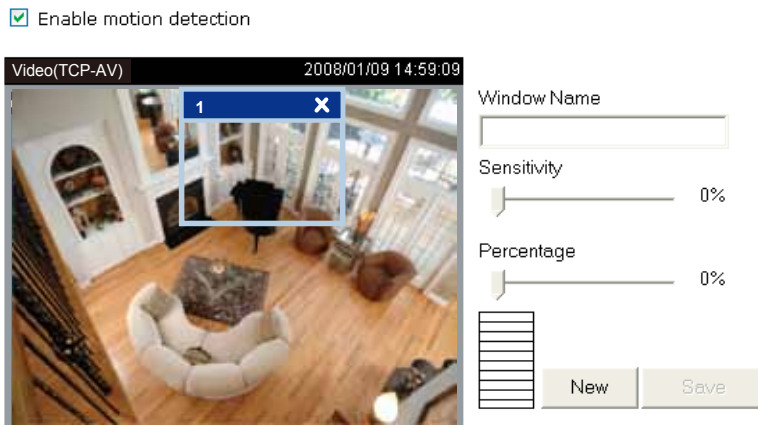 Enable motion detection
Video(TCP-AV) 2008/01/09 14:59:09
1
Window Name
Sensitivity
0%
Percentage
0%
New Save